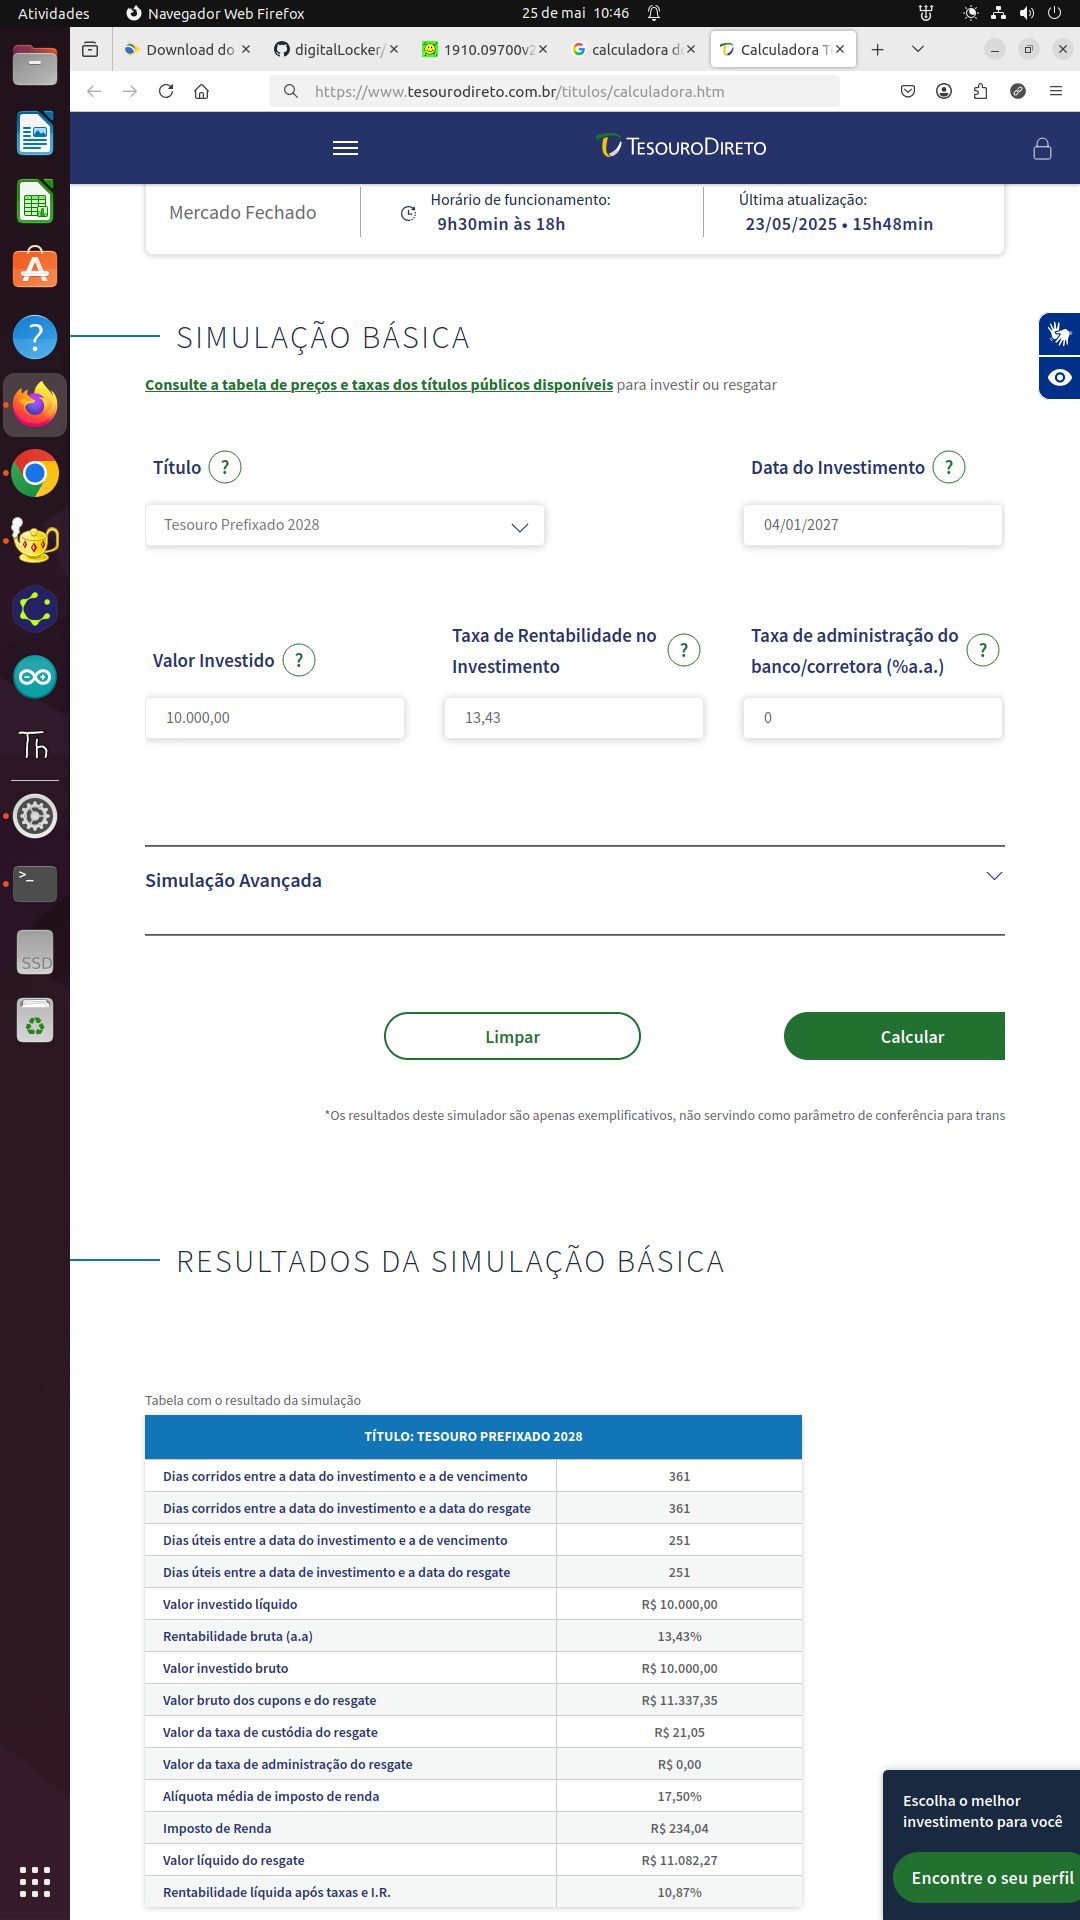 Atividades
Navegador Web Firefox
25 de mai 10:46
Download do
digitalLocker/
1910.09700v2
calculadora de
Calculadora Te
https://www.tesourodireto.com.br/titulos/calculadora.htm
TESOURODIRETO
Mercado Fechado
Horário de funcionamento:
9h30min às 18h
Última atualização:
23/05/2025 • 15h48min
SIMULAÇÃO BÁSICA
Consulte a tabela de preços e taxas dos títulos públicos disponíveis para investir ou resgatar
Título ?
Data do Investimento ?
Tesouro Prefixado 2028
04/01/2027
Valor Investido ?
Taxa de Rentabilidade no
Investimento ?
Taxa de administração do
banco/corretora (%a.a.) ?
10.000,00
13,43
0
Simulação Avançada
Limpar
Calcular
*Os resultados deste simulador são apenas exemplificativos, não servindo como parâmetro de conferência para trans
RESULTADOS DA SIMULAÇÃO BÁSICA
Tabela com o resultado da simulação
TÍTULO: TESOURO PREFIXADO 2028
Dias corridos entre a data do investimento e a de vencimento 361
Dias corridos entre a data do investimento e a data do resgate 361
Dias úteis entre a data do investimento e a de vencimento 251
Dias úteis entre a data de investimento e a data do resgate 251
Valor investido líquido R$ 10.000,00
Rentabilidade bruta (a.a) 13,43%
Valor investido bruto R$ 10.000,00
Valor bruto dos cupons e do resgate R$ 11.337,35
Valor da taxa de custódia do resgate R$ 21,05
Valor da taxa de administração do resgate R$ 0,00
Alíquota média de imposto de renda 17,50%
Imposto de Renda R$ 234,04
Valor líquido do resgate R$ 11.082,27
Rentabilidade líquida após taxas e I.R. 10,87%
Escolha o melhor
investimento para você
Encontre o seu perfil
?
Th
>_
SSD